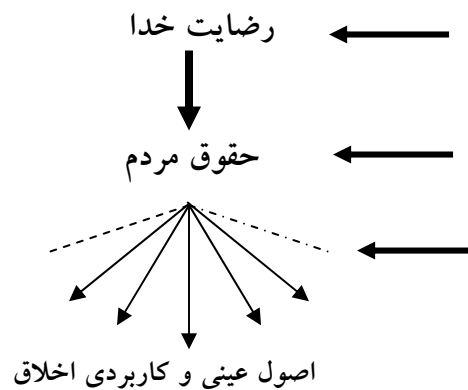 رضایت خدا
حقوق مردم
اصول عینی و کاربردی اخلاق